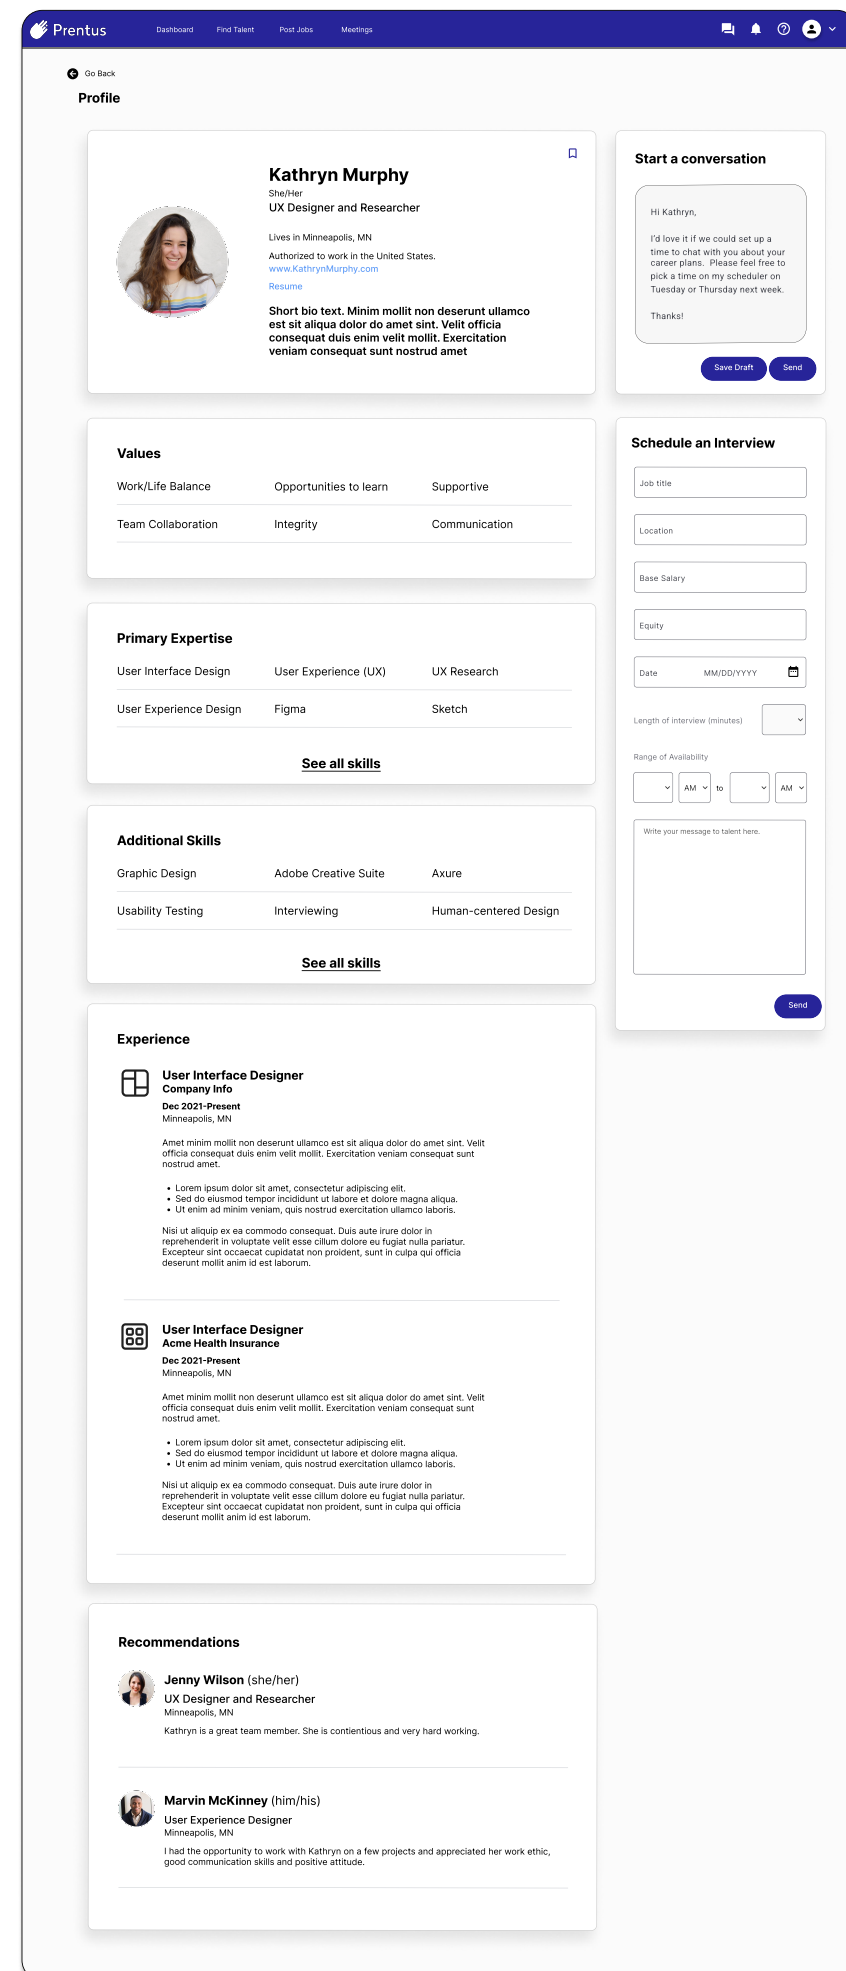 Prentus
Dashboard
Find Talent
Post Jobs
Meetings
Go Back
Profile
Kathryn Murphy
She/Her
UX Designer and Researcher
Lives in Minneapolis, MN
Authorized to work in the United States.
www.KathrynMurphy.com
Resume
Short bio text. Minim mollit non deserunt ullamco
est sit aliqua dolor do amet sint. Velit officia
consequat duis enim velit mollit. Exercitation
veniam consequat sunt nostrud amet
Start a conversation
Hi Kathryn,
I'd love it if we could set up a
time to chat with you about your
career plans. Please feel free to
pick a time on my scheduler on
Tuesday or Thursday next week.
Thanks!
Save Draft
Send
Values
Work/Life Balance
Opportunities to learn
Supportive
Team Collaboration
Integrity
Communication
Primary Expertise
User Interface Design
User Experience (UX)
UX Research
User Experience Design
Figma
Sketch
See all skills
Additional Skills
Graphic Design
Adobe Creative Suite
Axure
Usability Testing
Interviewing
Human-centered Design
See all skills
Schedule an Interview
Job title
Location
Base Salary
Equity
Date MM/DD/YYYY
Length of interview (minutes)
Range of Availability
AM to AM
Write your message to talent here.
Send
Experience
User Interface Designer
Company Info
Dec 2021-Present
Minneapolis, MN
Amet minim mollit non deserunt ullamco est sit aliqua dolor do amet sint. Velit
officia consequat duis enim velit mollit. Exercitation veniam consequat sunt
nostrud amet.
• Lorem ipsum dolor sit amet, consectetur adipiscing elit.
• Sed do eiusmod tempor incididunt ut labore et dolore magna aliqua.
• Ut enim ad minim veniam, quis nostrud exercitation ullamco laboris.
Nisi ut aliquip ex ea commodo consequat. Duis aute irure dolor in
reprehenderit in voluptate velit esse cillum dolore eu fugiat nulla pariatur.
Excepteur sint occaecat cupidatat non proident, sunt in culpa qui officia
deserunt mollit anim id est laborum.
User Interface Designer
Acme Health Insurance
Dec 2021-Present
Minneapolis, MN
Amet minim mollit non deserunt ullamco est sit aliqua dolor do amet sint. Velit
officia consequat duis enim velit mollit. Exercitation veniam consequat sunt
nostrud amet.
• Lorem ipsum dolor sit amet, consectetur adipiscing elit.
• Sed do eiusmod tempor incididunt ut labore et dolore magna aliqua.
• Ut enim ad minim veniam, quis nostrud exercitation ullamco laboris.
Nisi ut aliquip ex ea commodo consequat. Duis aute irure dolor in
reprehenderit in voluptate velit esse cillum dolore eu fugiat nulla pariatur.
Excepteur sint occaecat cupidatat non proident, sunt in culpa qui officia
deserunt mollit anim id est laborum.
Recommendations
Jenny Wilson (she/her)
UX Designer and Researcher
Minneapolis, MN
Kathryn is a great team member. She is contientious and very hard working.
Marvin McKinney (him/his)
User Experience Designer
Minneapolis, MN
I had the opportunity to work with Kathryn on a few projects and appreciated her work ethic,
good communication skills and positive attitude.